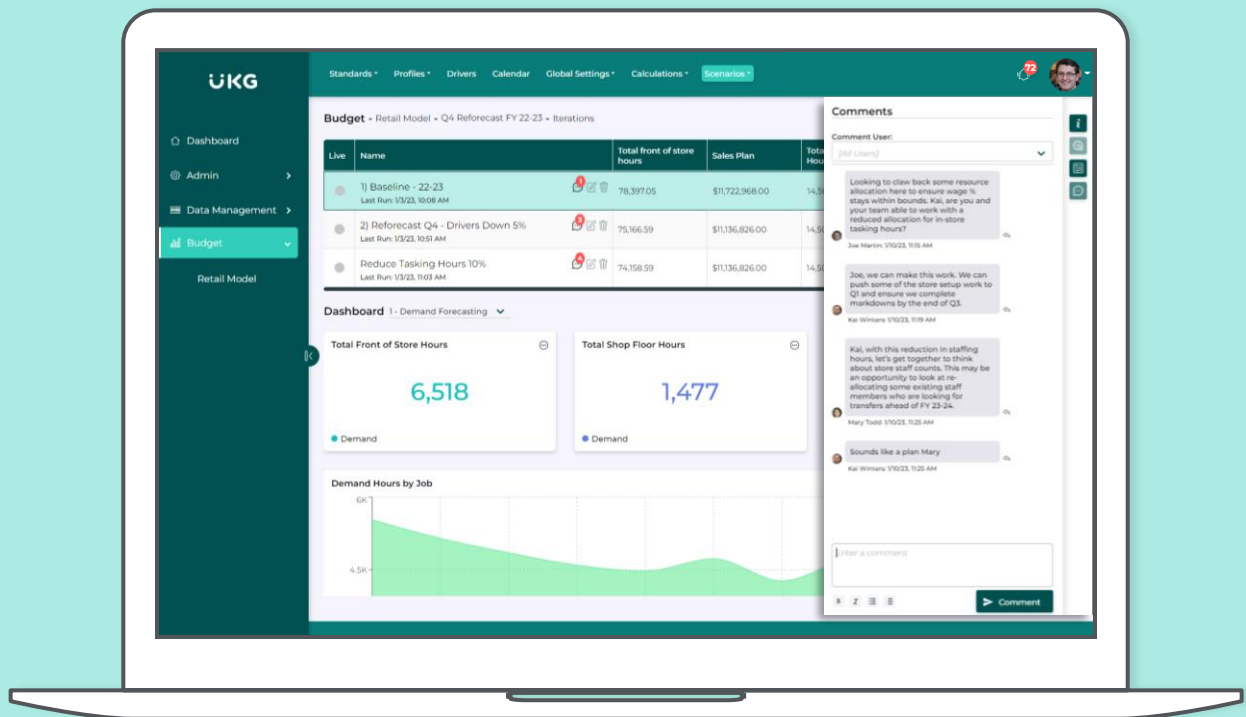 UKG
Standards
Profiles
Drivers
Calendar
Global Settings
Calculations
Scenarios
72
Dashboard
Admin
Data Management
Budget
Retail Model
Budget - Retail Model - Q4 Reforecast FY 22-23 - Iterations
Live
Name
Total front of store
hours
Sales Plan
Tota
Hou
1) Baseline - 22-23
Last Run: 1/3/23, 10:08 AM
1
78,397.05
$11,722,968.00
14,50
2) Reforecast Q4 - Drivers Down 5%
Last Run: 1/3/23, 10:51 AM
3
75,166.59
$11,136,826.00
14,50
Reduce Tasking Hours 10%
Last Run: 1/3/23, 11:03 AM
4
74,158.59
$11,136,826.00
14,50
Dashboard 1 - Demand Forecasting
Total Front of Store Hours
6,518
Demand
Total Shop Floor Hours
1,477
Demand
Demand Hours by Job
6K
4.5K
Comments
Comment User:
[All Users]
Looking to claw back some resource
allocation here to ensure wage %
stays within bounds. Kai, are you and
your team able to work with a
reduced allocation for in-store
tasking hours?
Joe Martin: 1/10/23, 11:15 AM
Joe, we can make this work. We can
push some of the store setup work to
Q1 and ensure we complete
markdowns by the end of Q3.
Kai Winters: 1/10/23, 11:19 AM
Kai, with this reduction in staffing
hours, let's get together to think
about store staff counts. This may be
an opportunity to look at re-
allocating some existing staff
members who are looking for
transfers ahead of FY 23-24.
Mary Todd: 1/10/23, 11:25 AM
Sounds like a plan Mary
Kai Winters: 1/10/23, 11:25 AM
Enter a comment
Comment